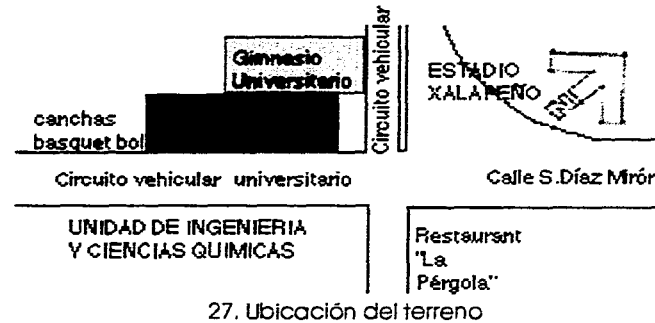 Gimnasio
Universitario
Circuito vehicular
ESTADIO
XALAPEÑO
canchas
basquet bol
Circuito vehicular universitario
Calle S.Díaz Mirón
UNIDAD DE INGENIERIA
Y CIENCIAS QUIMICAS
Restaurant
"La
Pérgola"
27. Ubicación del terreno